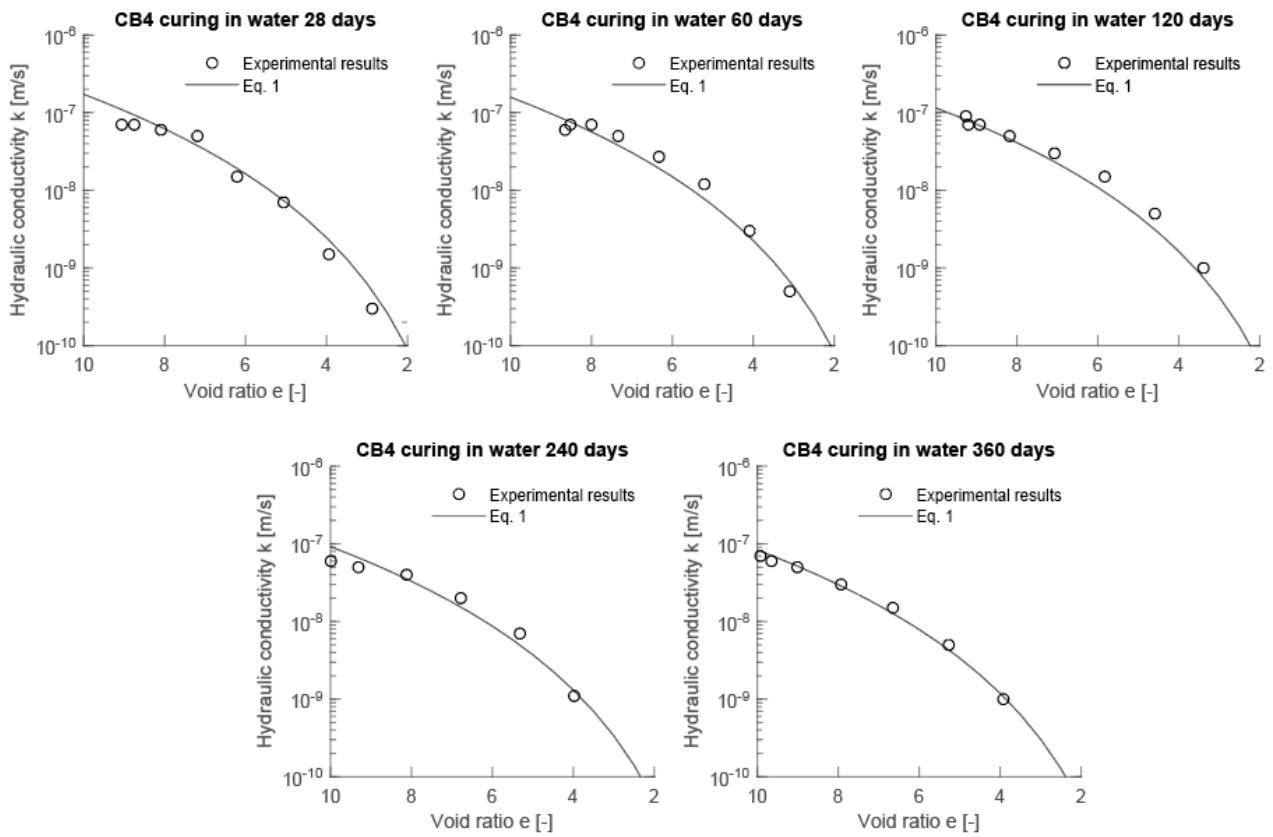 CB4 curing in water 28 days
10^-6
10^-7
10^-8
10^-9
10^-10
Hydraulic conductivity k [m/s]
Experimental results
Eq. 1
10 8 6 4 2
Void ratio e [-]
CB4 curing in water 60 days
10^-6
10^-7
10^-8
10^-9
10^-10
Hydraulic conductivity k [m/s]
Experimental results
Eq. 1
10 8 6 4 2
Void ratio e [-]
CB4 curing in water 120 days
10^-6
10^-7
10^-8
10^-9
10^-10
Hydraulic conductivity k [m/s]
Experimental results
Eq. 1
10 8 6 4 2
Void ratio e [-]
CB4 curing in water 240 days
10^-6
10^-7
10^-8
10^-9
10^-10
Hydraulic conductivity k [m/s]
Experimental results
Eq. 1
10 8 6 4 2
Void ratio e [-]
CB4 curing in water 360 days
10^-6
10^-7
10^-8
10^-9
10^-10
Hydraulic conductivity k [m/s]
Experimental results
Eq. 1
10 8 6 4 2
Void ratio e [-]